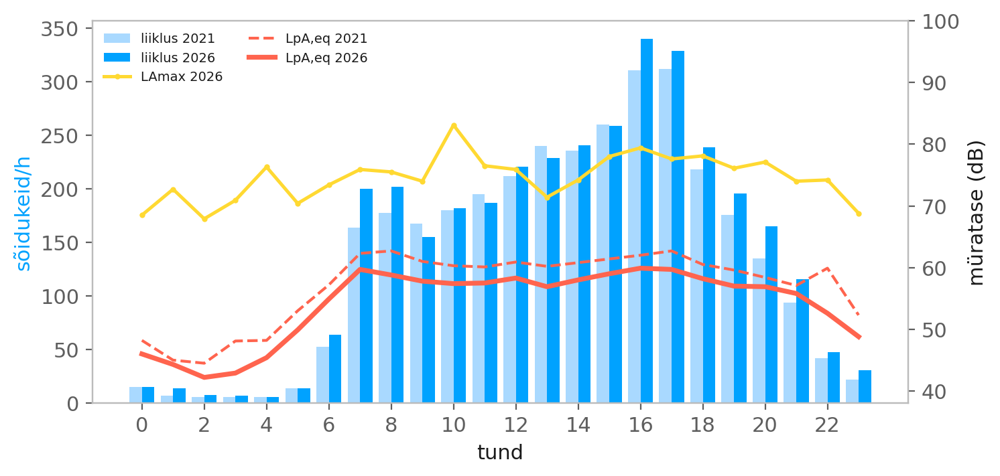 liiklus 2021
liiklus 2026
LAmax 2026
LpA,eq 2021
LpA,eq 2026
sõidukeid/h
350
300
250
200
150
100
50
0
100
90
80
70
60
50
40
müratase (dB)
0 2 4 6 8 10 12 14 16 18 20 22
tund